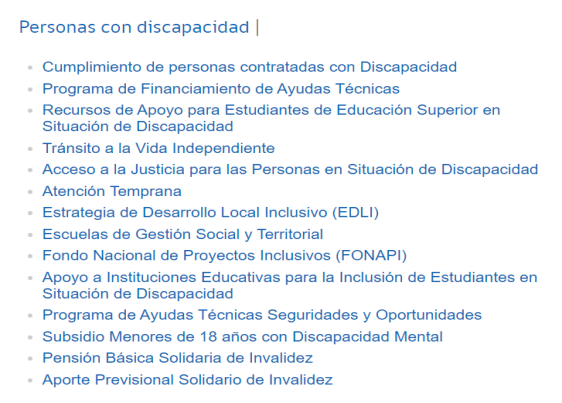 Personas con discapacidad |
Cumplimiento de personas contratadas con Discapacidad
Programa de Financiamiento de Ayudas Técnicas
Recursos de Apoyo para Estudiantes de Educación Superior en
Situación de Discapacidad
Tránsito a la Vida Independiente
Acceso a la Justicia para las Personas en Situación de Discapacidad
Atención Temprana
Estrategia de Desarrollo Local Inclusivo (EDLI)
Escuelas de Gestión Social y Territorial
Fondo Nacional de Proyectos Inclusivos (FONAPI)
Apoyo a Instituciones Educativas para la Inclusión de Estudiantes en
Situación de Discapacidad
Programa de Ayudas Técnicas Seguridades y Oportunidades
Subsidio Menores de 18 años con Discapacidad Mental
Pensión Básica Solidaria de Invalidez
Aporte Previsional Solidario de Invalidez